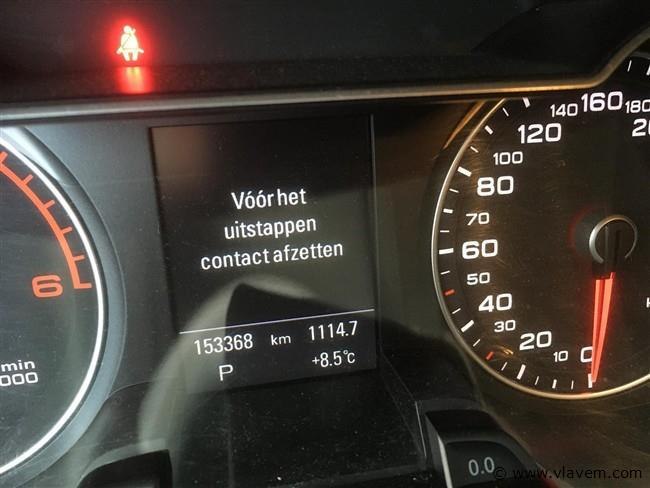 Vóór het
uitstappen
contact afzetten
153368 km 1114.7
P +8.5°c
6
min
000
0
10
20
30
40
50
60
70
80
100
120
140
160
180
0.0
© www.vlavem.com